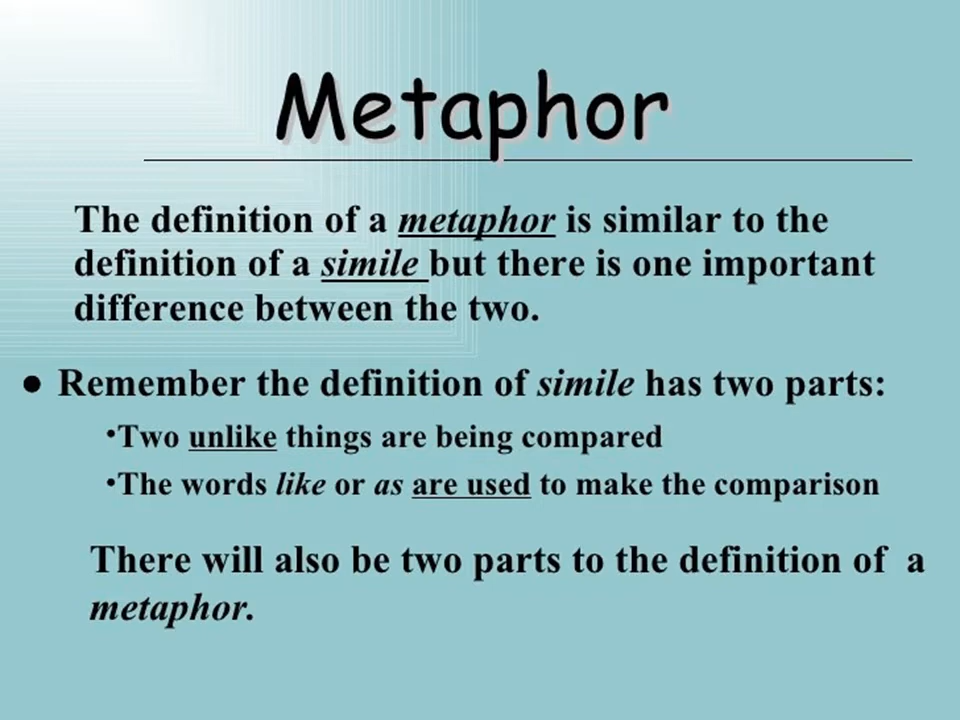 Metaphor
The definition of a metaphor is similar to the
definition of a simile but there is one important
difference between the two.
● Remember the definition of simile has two parts:
•Two unlike things are being compared
•The words like or as are used to make the comparison
There will also be two parts to the definition of a
metaphor.